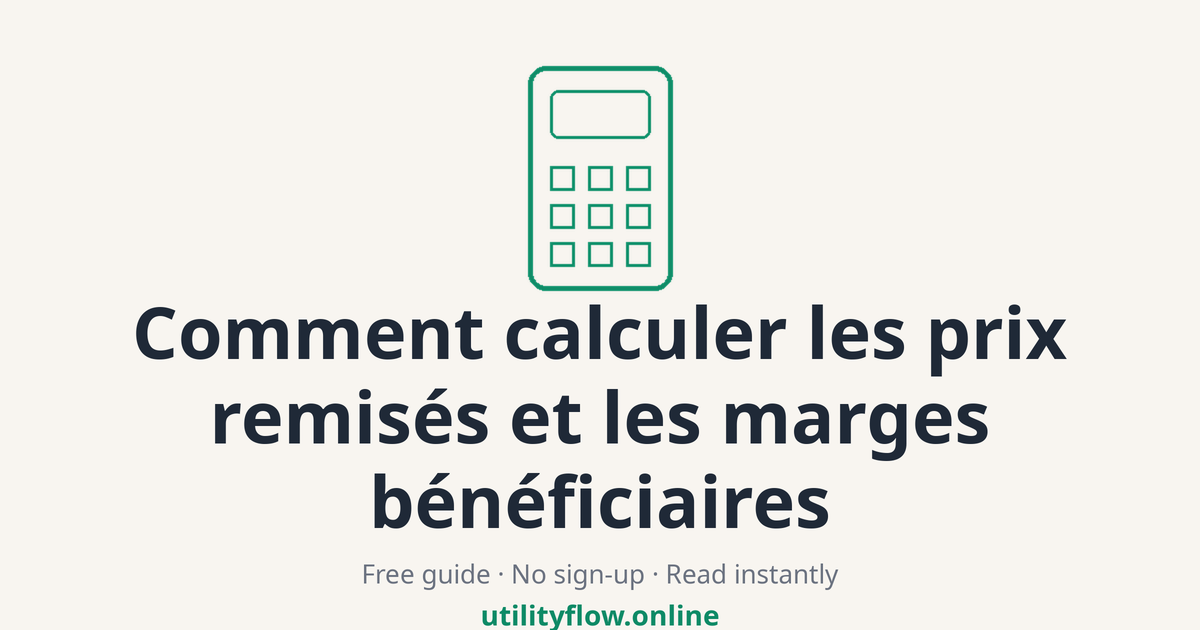 Comment calculer les prix
remisés et les marges
bénéficiaires
Free guide · No sign-up · Read instantly
utilityflow.online